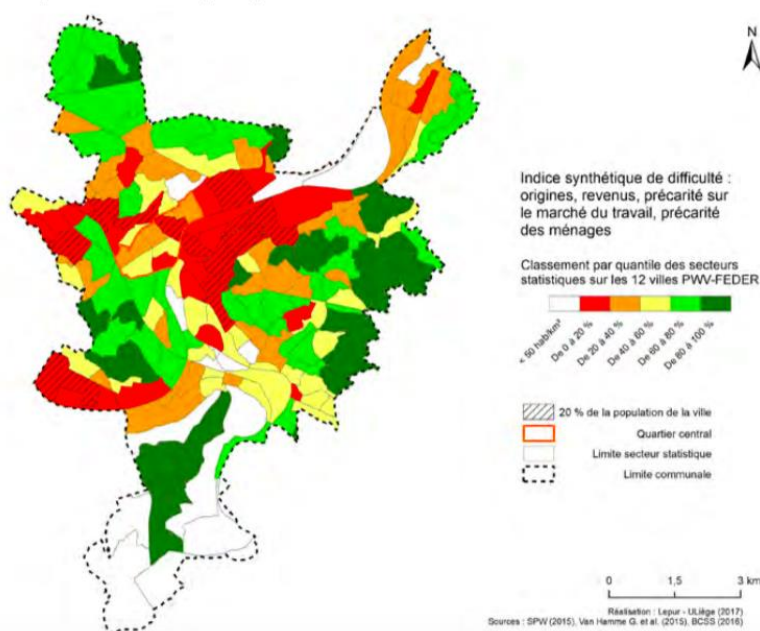 N
Indice synthétique de difficulté :
origines, revenus, précarité sur
le marché du travail, précarité
des ménages
Classement par quantile des secteurs
statistiques sur les 12 villes PWV-FEDER
< 50 hab/km²
De 0 à 20 %
De 20 à 40 %
De 40 à 60 %
De 60 à 80 %
De 80 à 100 %
20 % de la population de la ville
Quartier central
Limite secteur statistique
Limite communale
0 1,5 3 km
Réalisation : Lepur - ULiège (2017)
Sources : SPW (2015), Van Hamme G. et al. (2015), BCSS (2016)